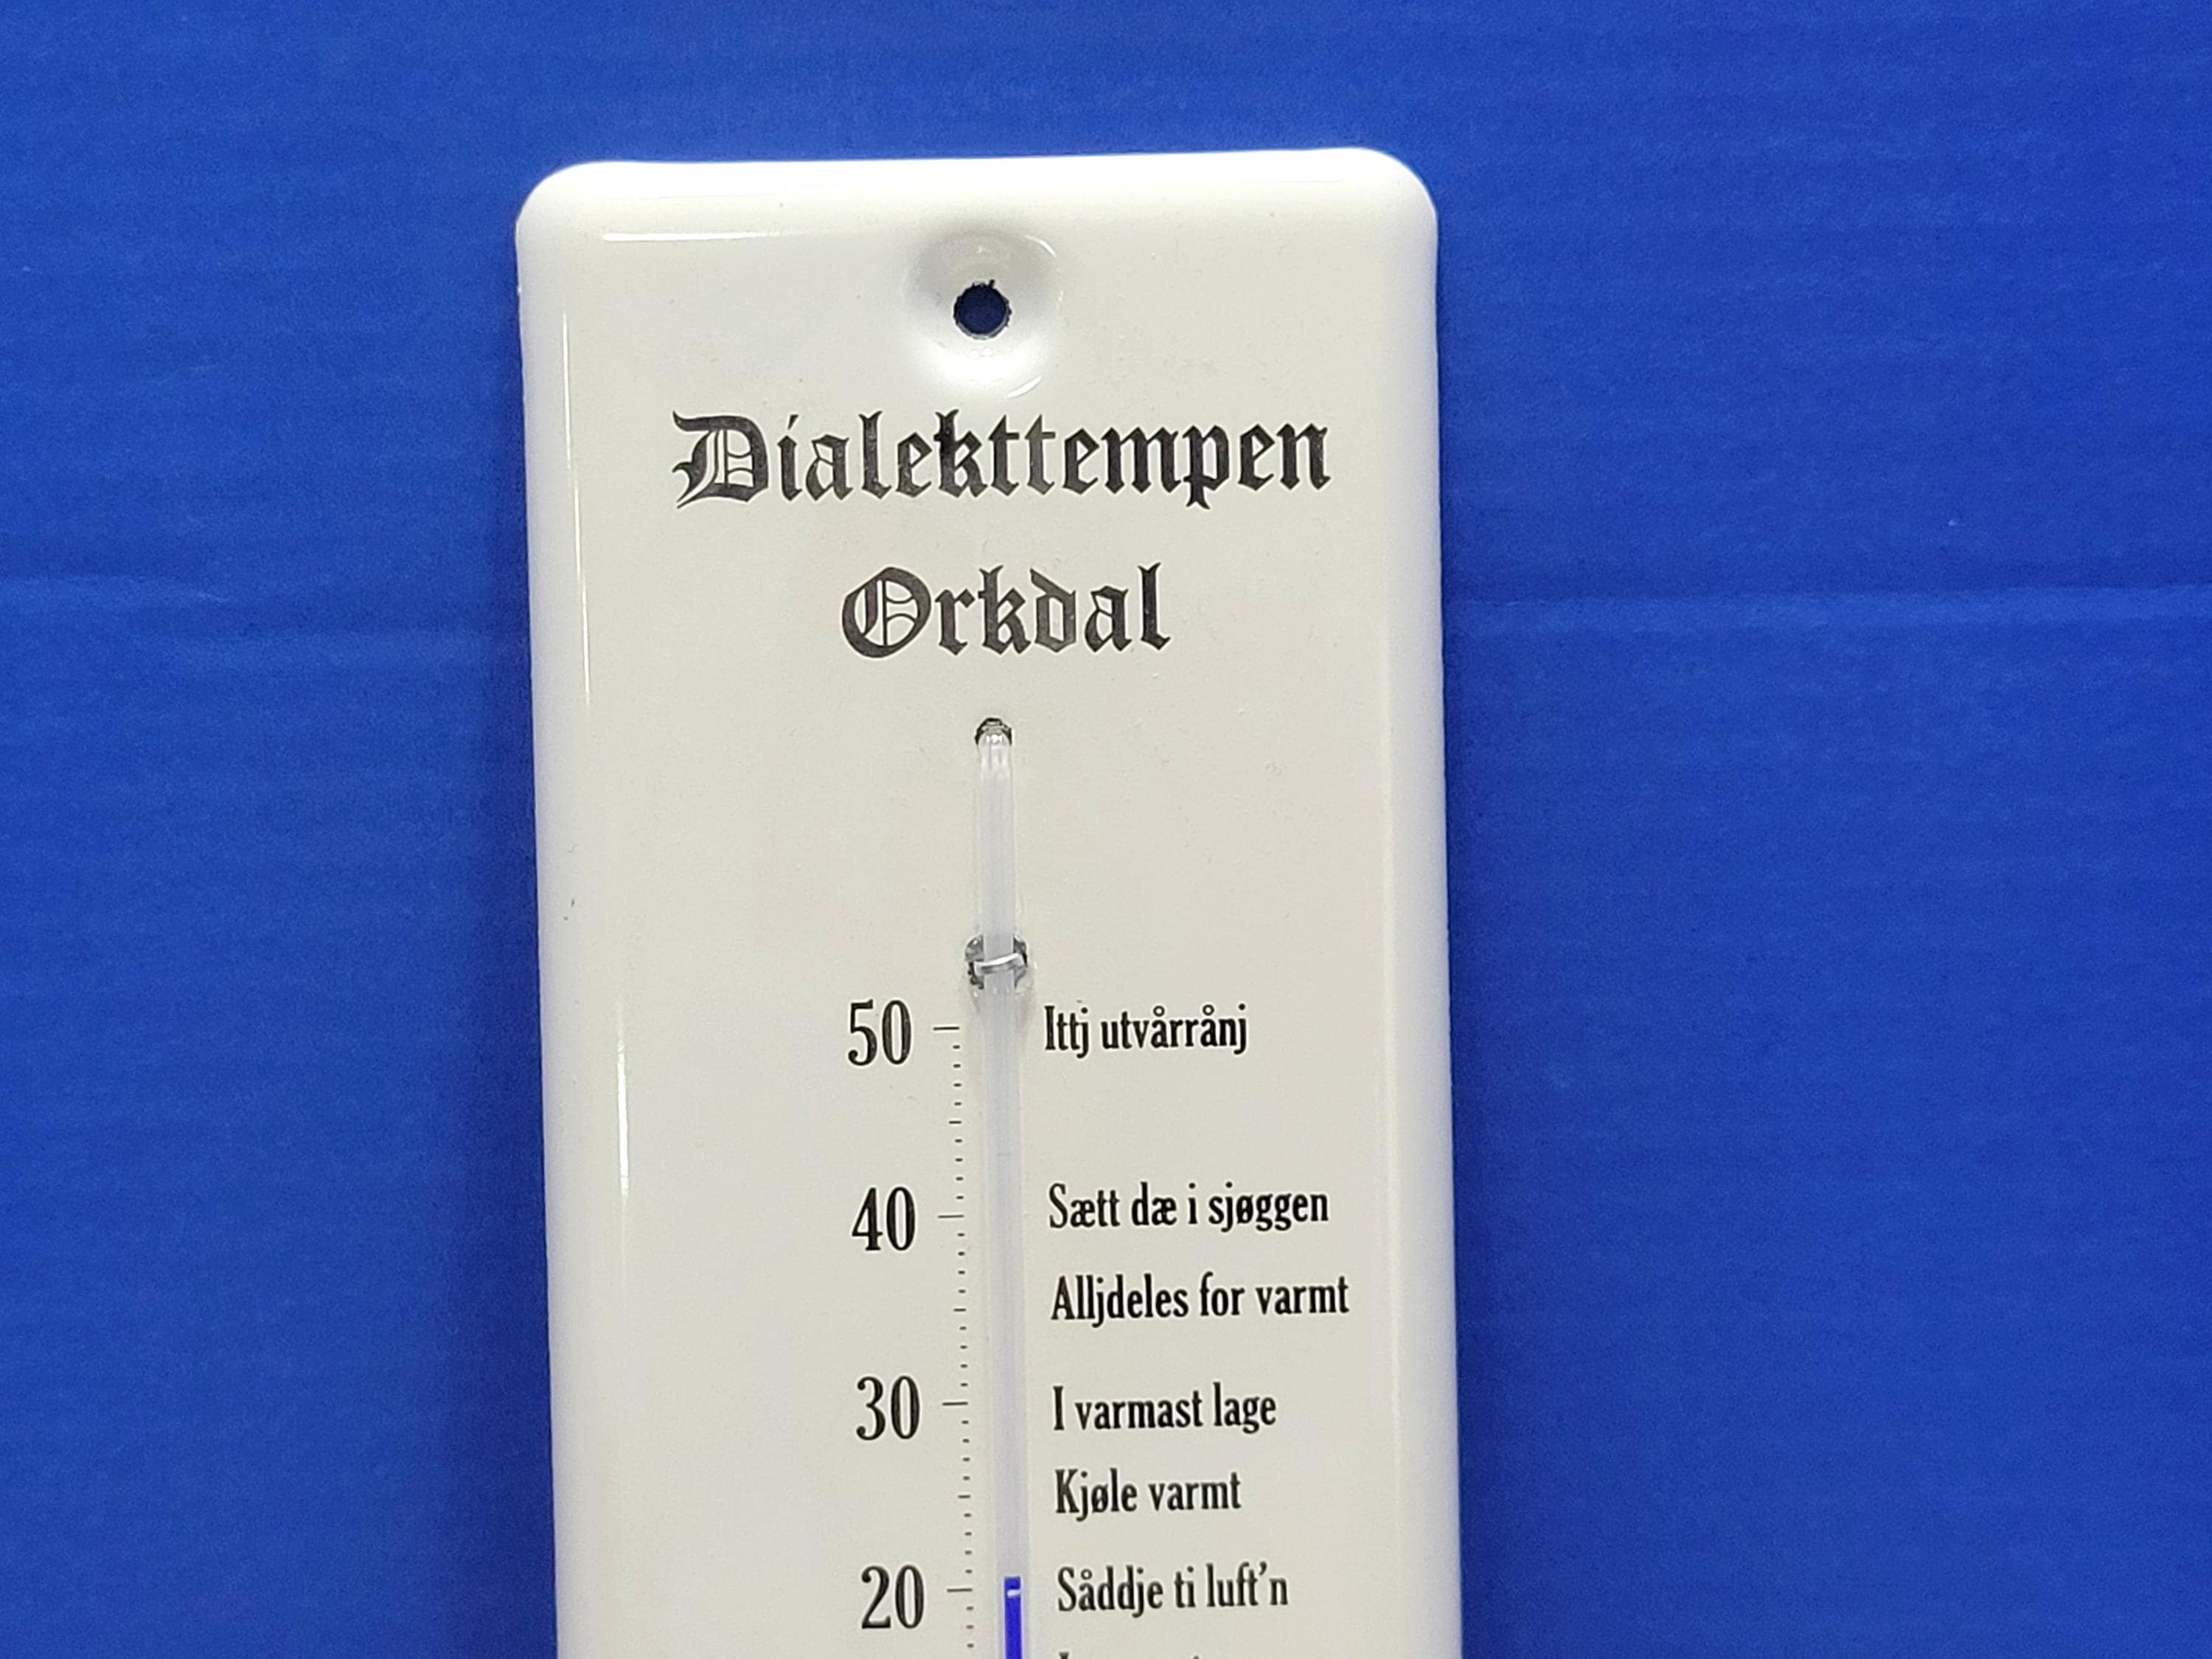 Dialekttempen
Orkdal
50 Ittj utvårrånj
40 Sætt dæ i sjøggen
Alljdeles for varmt
30 I varmast lage
Kjøle varmt
20 Såddje ti luft'n